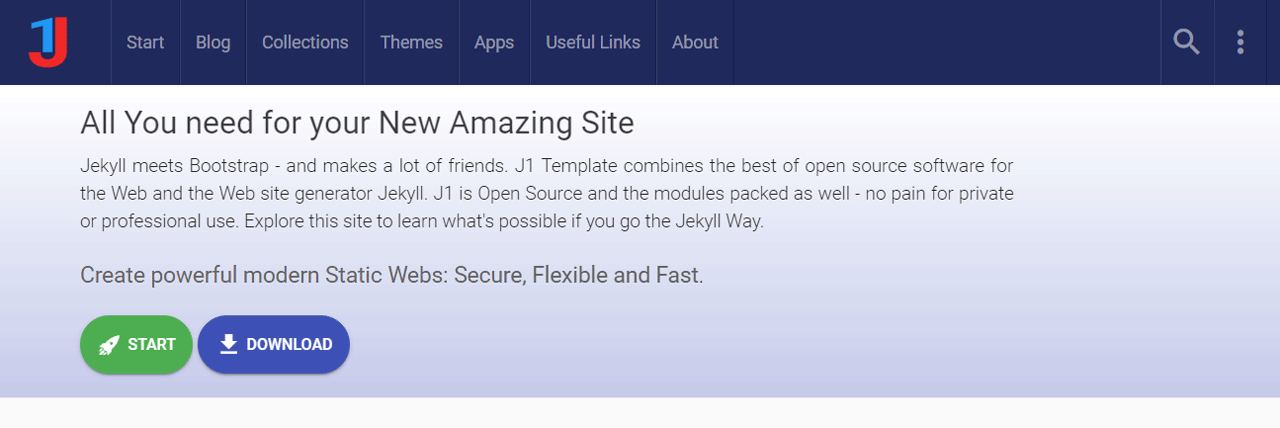 J1
Start Blog Collections Themes Apps Useful Links About
All You need for your New Amazing Site
Jekyll meets Bootstrap - and makes a lot of friends. J1 Template combines the best of open source software for
the Web and the Web site generator Jekyll. J1 is Open Source and the modules packed as well - no pain for private
or professional use. Explore this site to learn what's possible if you go the Jekyll Way.
Create powerful modern Static Webs: Secure, Flexible and Fast.
START DOWNLOAD